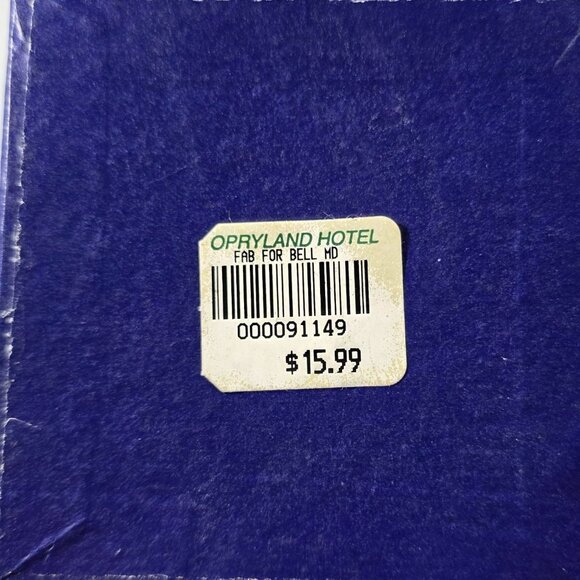 OPRYLAND HOTEL
FAB FOR BELL MD
000091149
$15.99